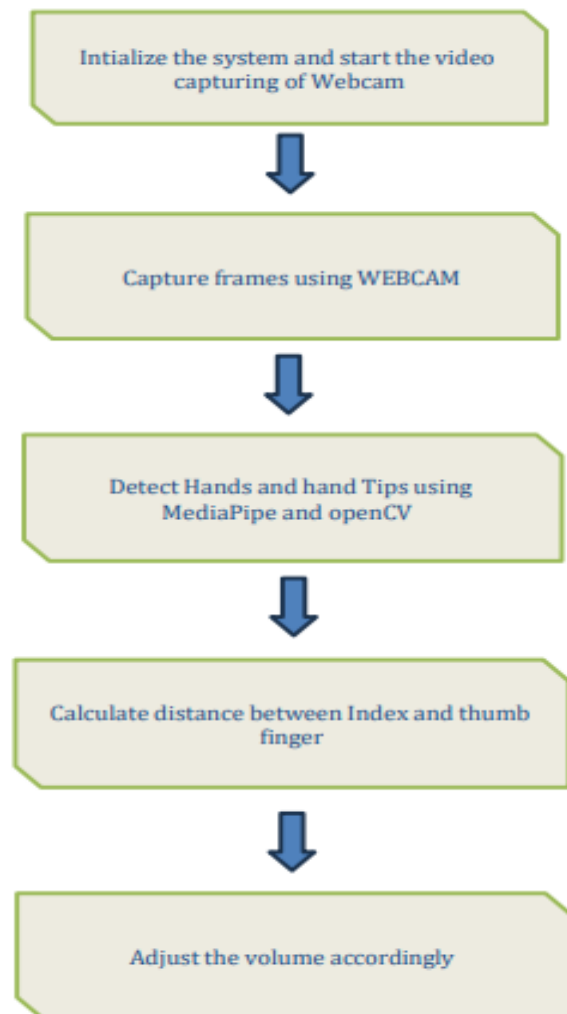 Intialize the system and start the video
capturing of Webcam
Capture frames using WEBCAM
Detect Hands and hand Tips using
MediaPipe and openCV
Calculate distance between Index and thumb
finger
Adjust the volume accordingly